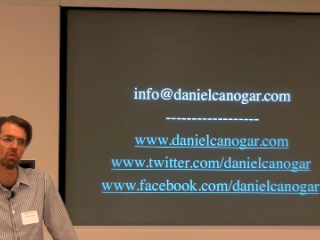 info@danielcanogar.com
------------------
www.danielcanogar.com
www.twitter.com/danielcanogar
www.facebook.com/danielcanogar